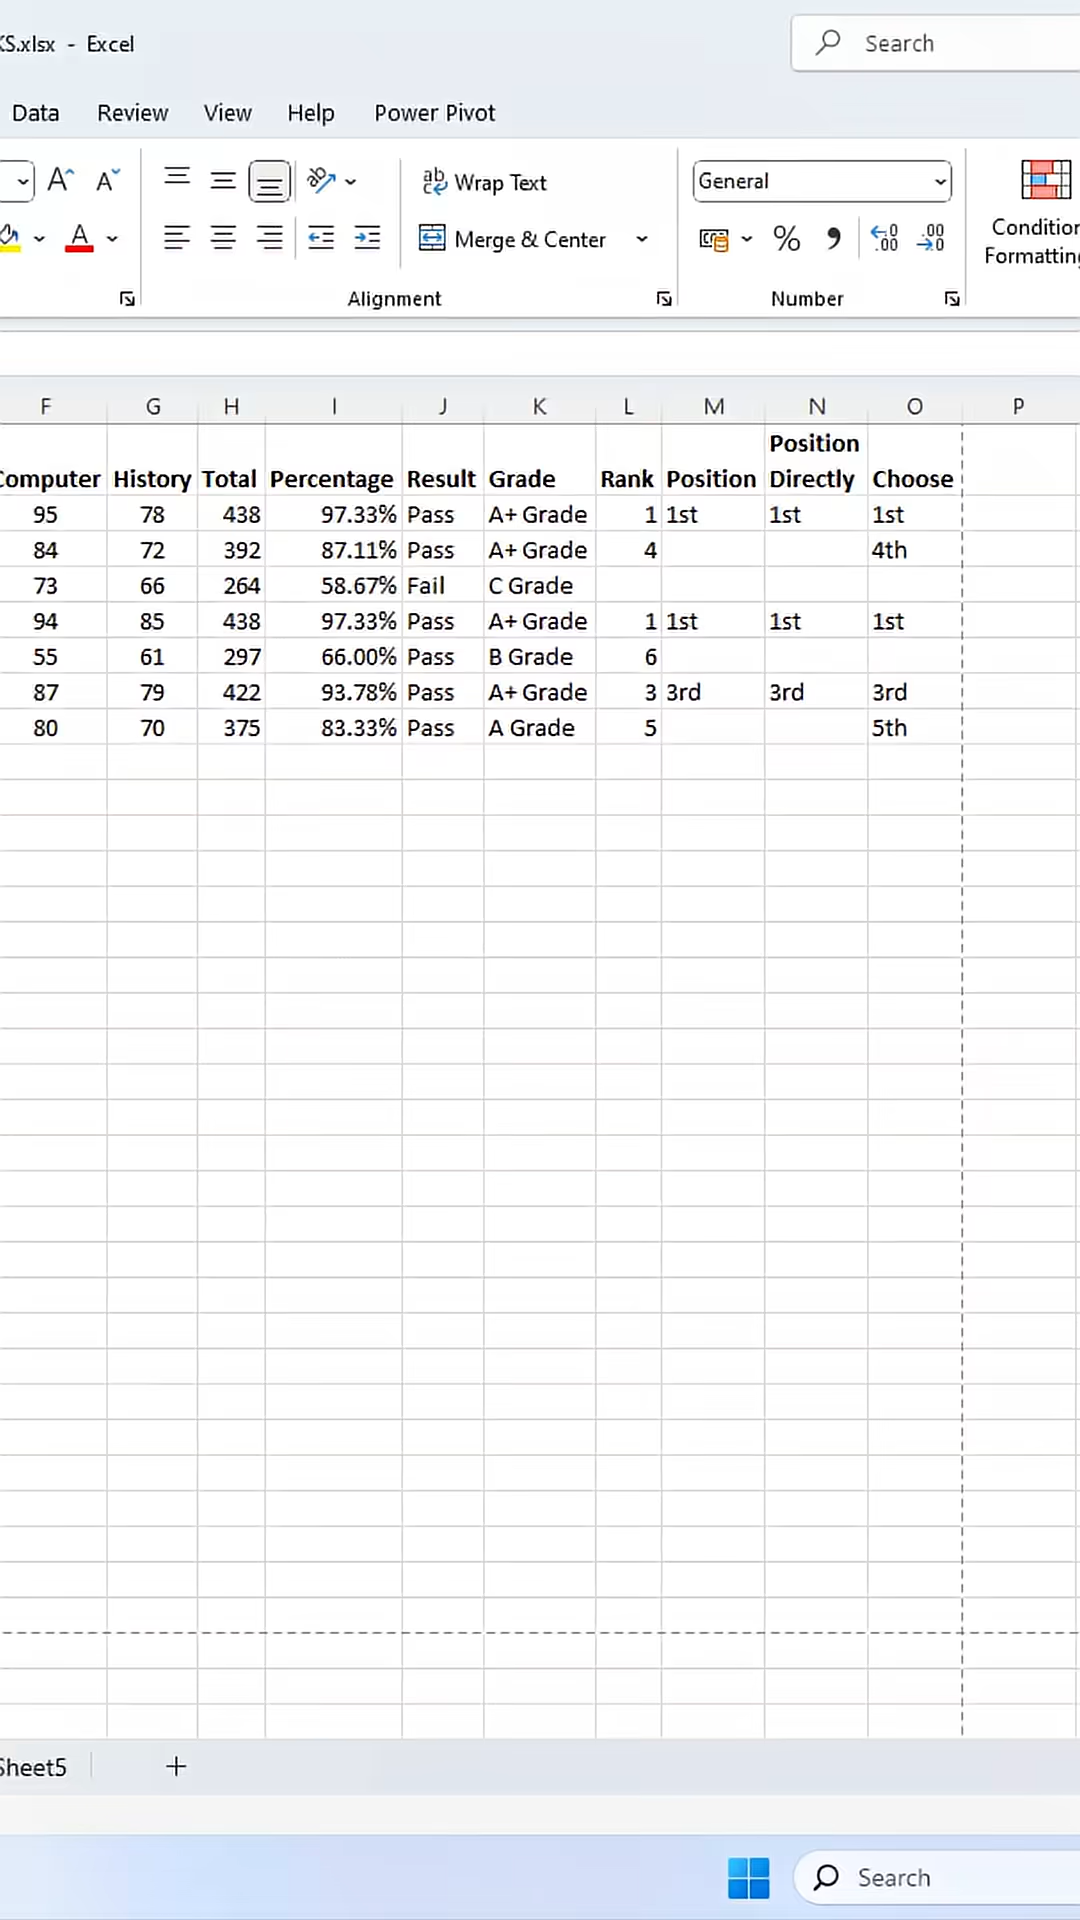 KS.xlsx - Excel
Search
Data Review View Help Power Pivot
Wrap Text
General
Merge & Center
Condition
Formatting
Alignment
Number
F G H I J K L M N O P
Computer History Total Percentage Result Grade Rank Position Position Directly Choose
95 78 438 97.33% Pass A+ Grade 1 1st 1st 1st
84 72 392 87.11% Pass A+ Grade 4 4th
73 66 264 58.67% Fail C Grade
94 85 438 97.33% Pass A+ Grade 1 1st 1st 1st
55 61 297 66.00% Pass B Grade 6
87 79 422 93.78% Pass A+ Grade 3 3rd 3rd 3rd
80 70 375 83.33% Pass A Grade 5 5th
Sheet5
Search